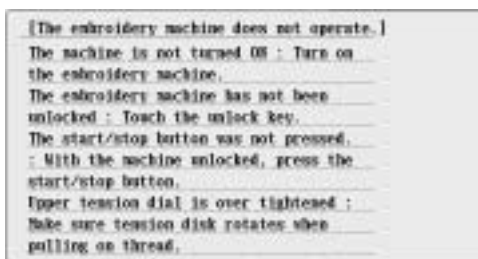 [The embroidery machine does not operate.]
The machine is not turned ON : Turn on
the embroidery machine.
The embroidery machine has not been
unlocked : Touch the unlock key.
The start/stop button was not pressed.
: With the machine unlocked, press the
start/stop button.
Upper tension dial is over tightened :
Make sure tension disk rotates when
pulling on thread.